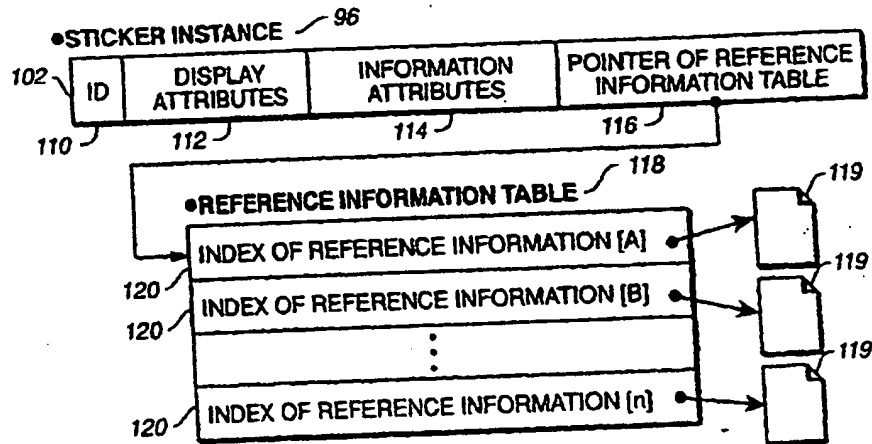 •STICKER INSTANCE 96
102 ID DISPLAY ATTRIBUTES INFORMATION ATTRIBUTES POINTER OF REFERENCE INFORMATION TABLE
110 112 114 116
•REFERENCE INFORMATION TABLE 118
119
INDEX OF REFERENCE INFORMATION [A]
120
119
INDEX OF REFERENCE INFORMATION [B]
120
119
INDEX OF REFERENCE INFORMATION [n]
120